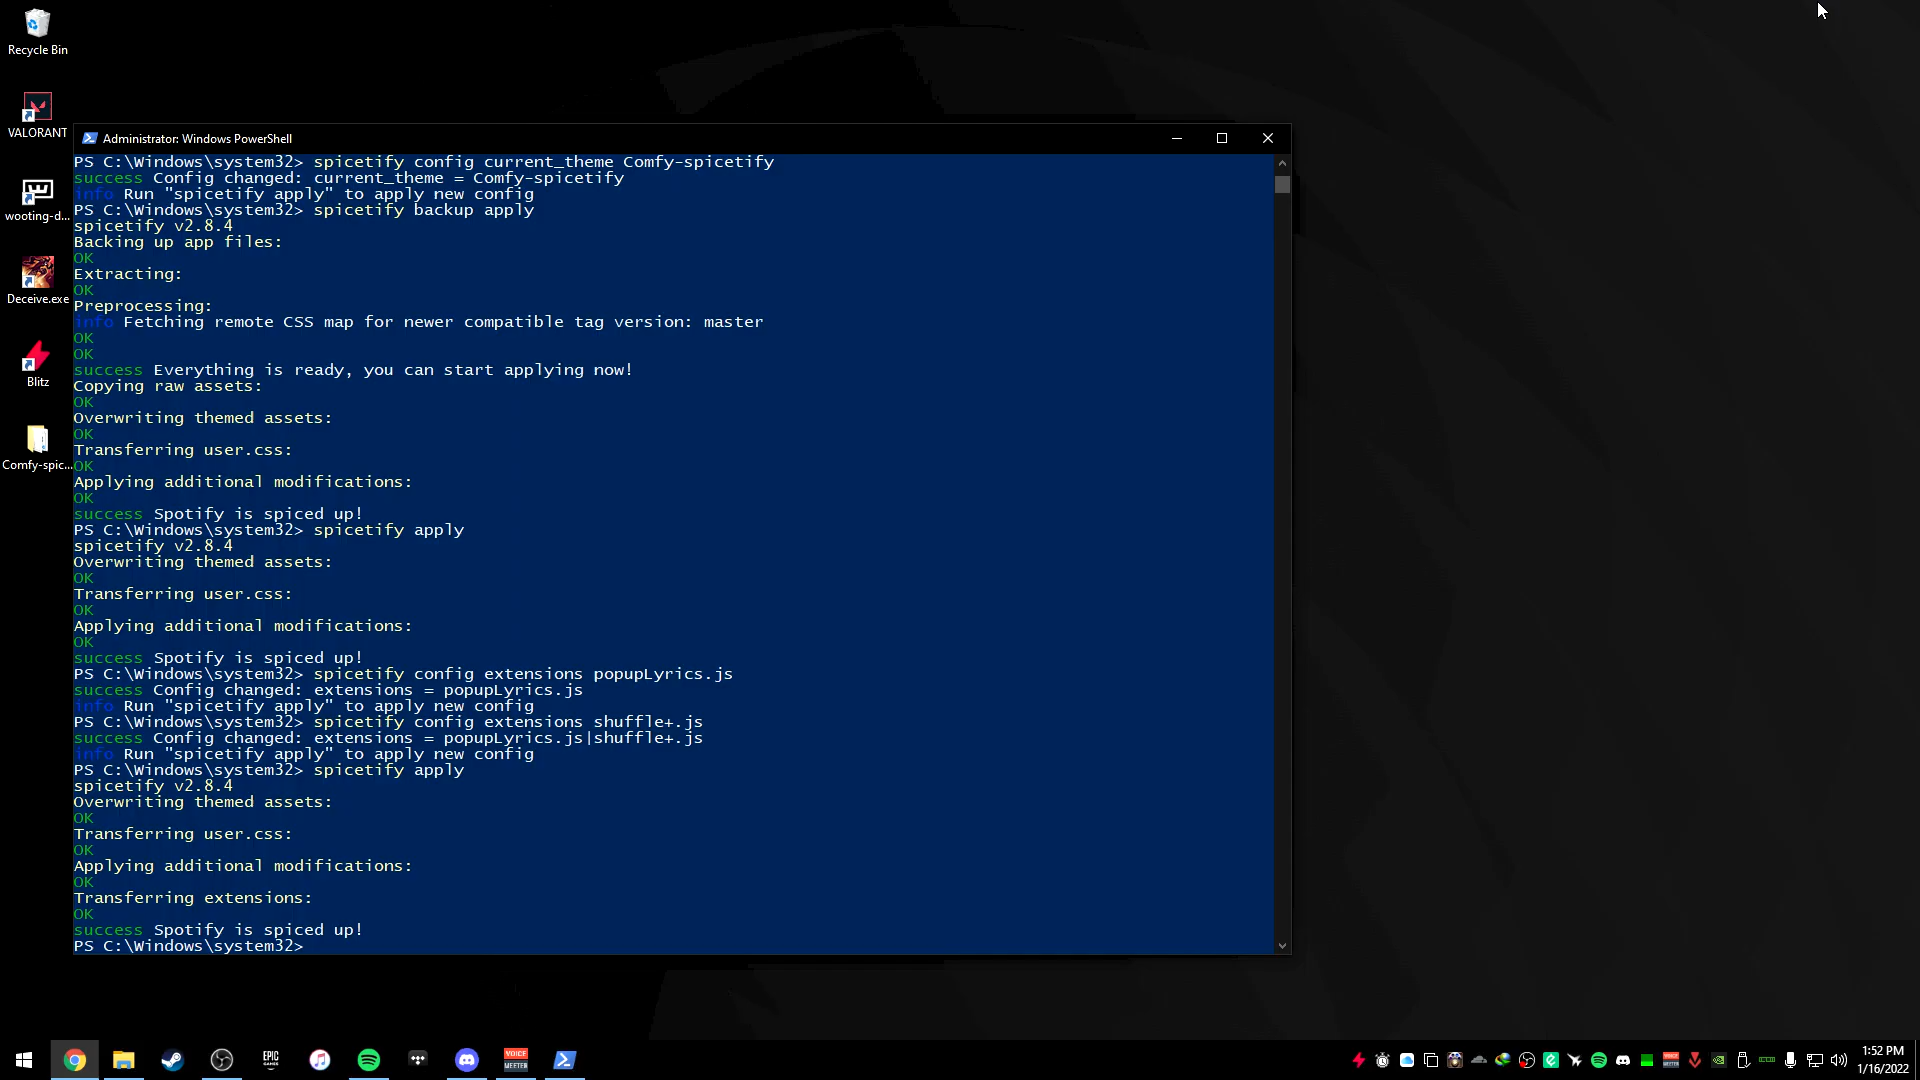 Recycle Bin
VALORANT
wooting-d...
Deceive.exe
Blitz
Comfy-spic...
Administrator: Windows PowerShell
PS C:\Windows\system32> spicetify config current_theme Comfy-spicetify
success Config changed: current_theme = Comfy-spicetify
info Run "spicetify apply" to apply new config
PS C:\Windows\system32> spicetify backup apply
spicetify v2.8.4
Backing up app files:
OK
Extracting:
OK
Preprocessing:
info Fetching remote CSS map for newer compatible tag version: master
OK
OK
success Everything is ready, you can start applying now!
Copying raw assets:
OK
Overwriting themed assets:
OK
Transferring user.css:
OK
Applying additional modifications:
OK
success Spotify is spiced up!
PS C:\Windows\system32> spicetify apply
spicetify v2.8.4
Overwriting themed assets:
OK
Transferring user.css:
OK
Applying additional modifications:
OK
success Spotify is spiced up!
PS C:\Windows\system32> spicetify config extensions popupLyrics.js
success Config changed: extensions = popupLyrics.js
info Run "spicetify apply" to apply new config
PS C:\Windows\system32> spicetify config extensions shuffle+.js
success Config changed: extensions = popupLyrics.js|shuffle+.js
info Run "spicetify apply" to apply new config
PS C:\Windows\system32> spicetify apply
spicetify v2.8.4
Overwriting themed assets:
OK
Transferring user.css:
OK
Applying additional modifications:
OK
Transferring extensions:
OK
success Spotify is spiced up!
PS C:\Windows\system32>
EPIC
GAMES
VOICE
MEETER
1:52 PM
1/16/2022